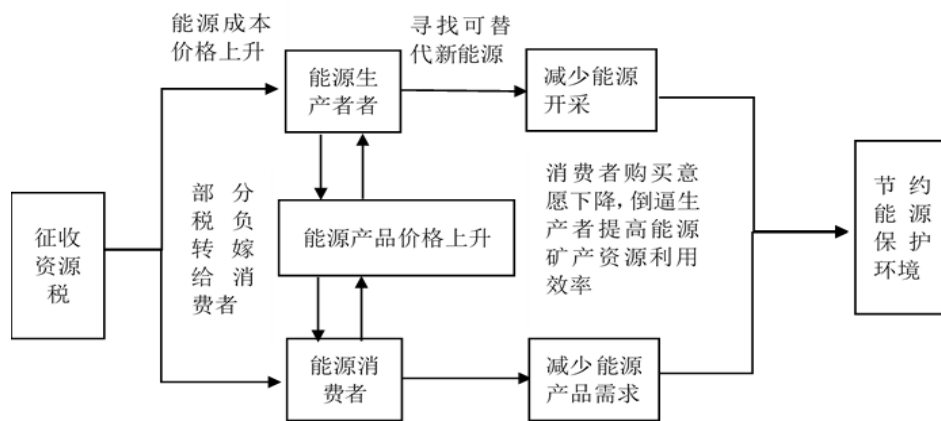 能源成本
价格上升
寻找可替
代新能源
能源生
产者者
减少能源
开采
征收
资源
税
部分
税负
转嫁
给消
费者
能源产品价格上升
消费者购买意
愿下降，倒逼生
产者提高能源
矿产资源利用
效率
节约
能源
保护
环境
能源消
费者
减少能源
产品需求